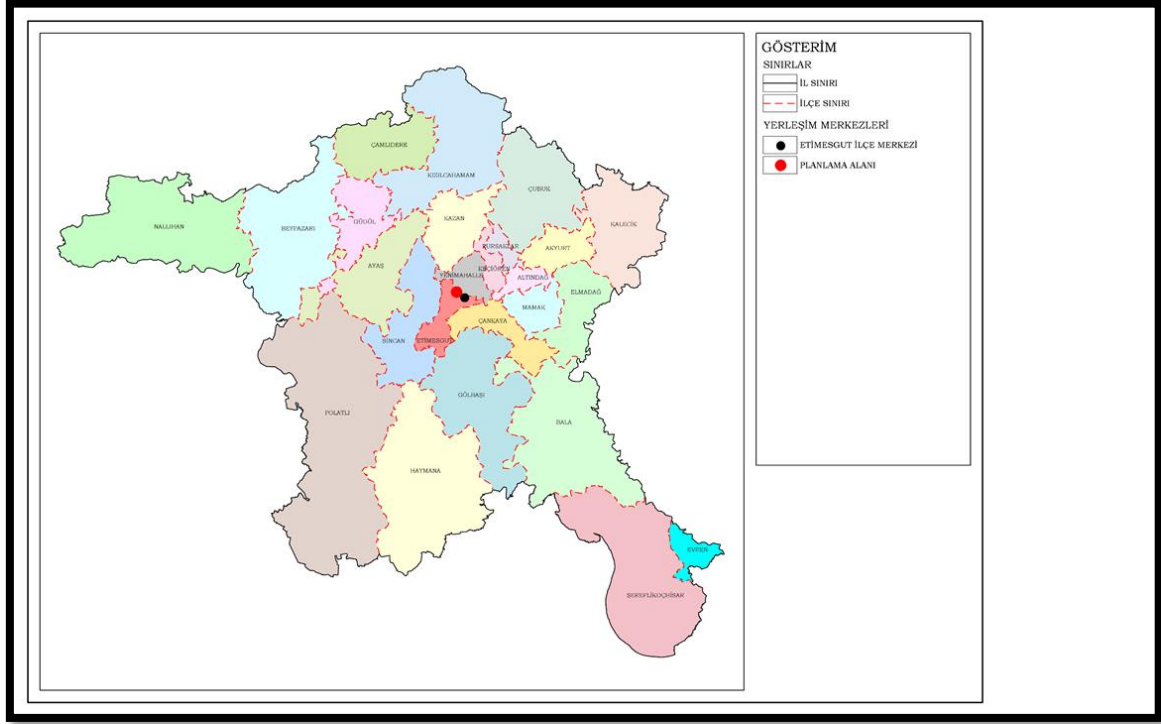 GÖSTERİM
SINIRLAR
İL SINIRI
İLÇE SINIRI
YERLEŞİM MERKEZLERİ
ETİMESGUT İLÇE MERKEZİ
PLANLAMA ALANI
ÇAMLIDERE
KIZILCAHAMAM
ÇUBUK
NALLIHAN
BEYPAZARI
GÜDÜL
KAZAN
KALECİK
PURSAKLAR
AKYURT
AYAŞ
YENİMAHALLE
KEÇİÖREN
ALTINDAĞ
ELMADAĞ
MAMAK
ÇANKAYA
SİNCAN
ETİMESGUT
GÖLBAŞI
POLATLI
BALA
HAYMANA
EVREN
ŞEREFLİKOÇHİSAR